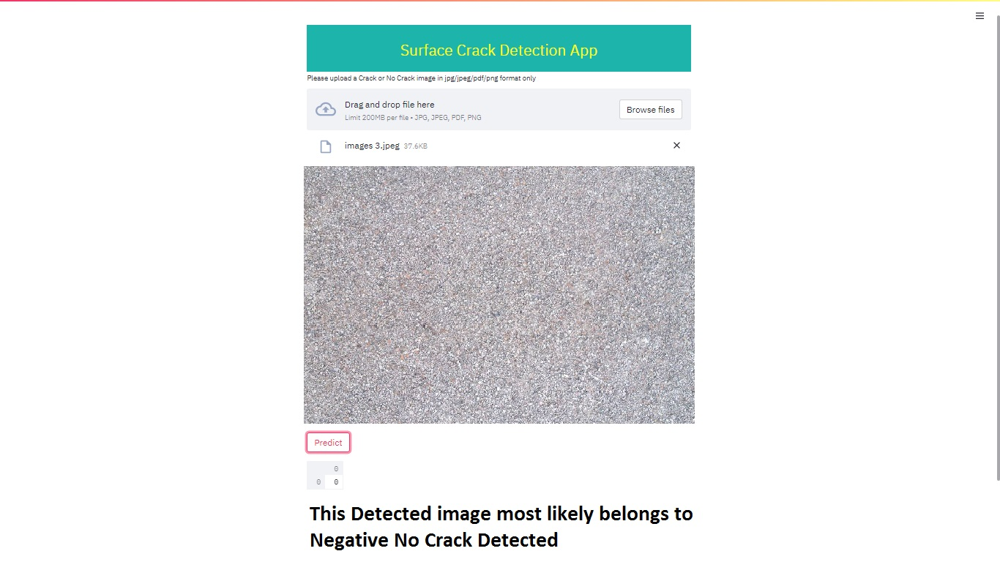 Surface Crack Detection App
Please upload a Crack or No Crack image in jpg/jpeg/pdf/png format only
Drag and drop file here
Limit 200MB per file • JPG, JPEG, PDF, PNG
Browse files
images 3.jpeg 37.6KB
Predict
0
0 0
This Detected image most likely belongs to
Negative No Crack Detected